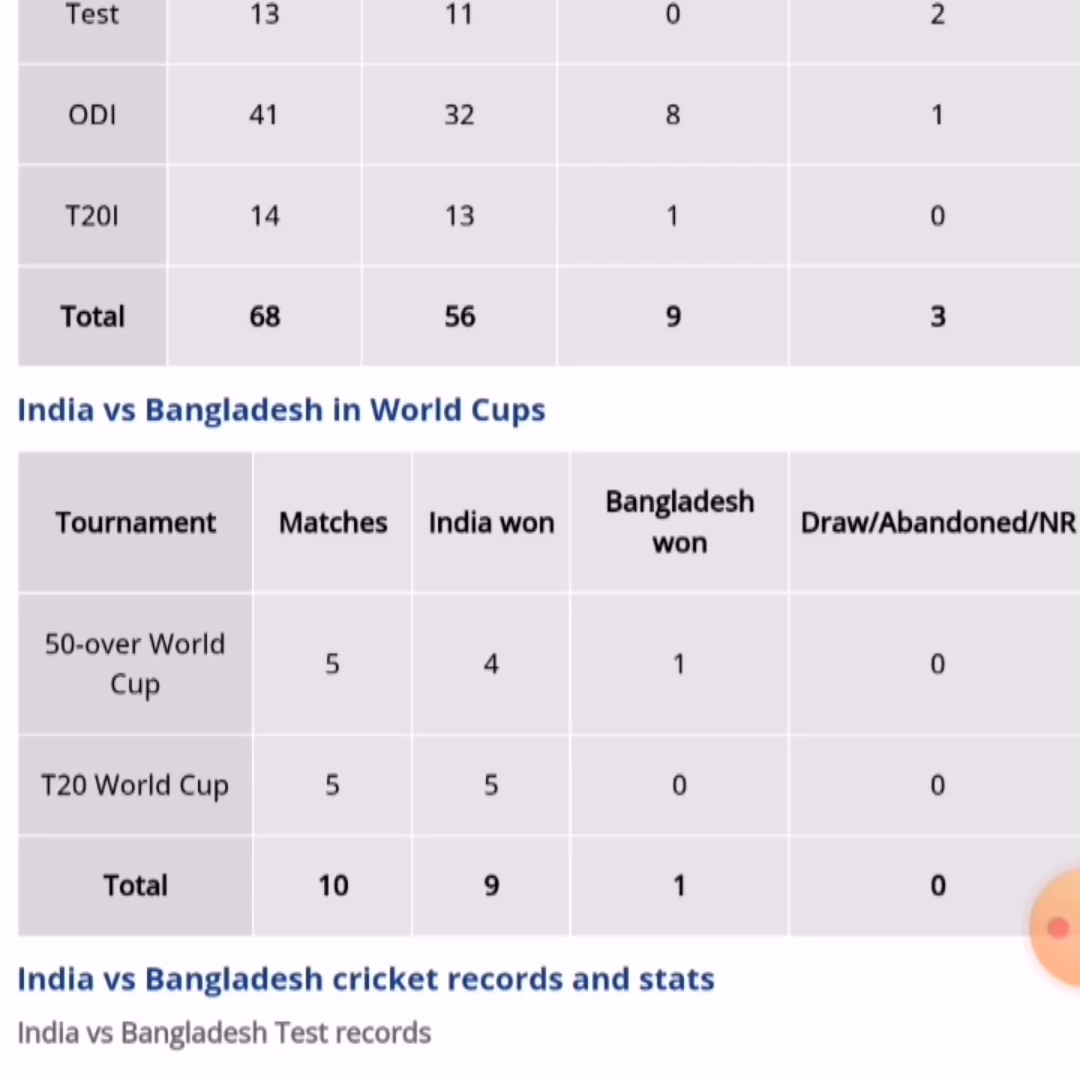 Test 13 11 0 2
ODI 41 32 8 1
T20I 14 13 1 0
Total 68 56 9 3
India vs Bangladesh in World Cups
Tournament Matches India won Bangladesh won Draw/Abandoned/NR
50-over World Cup 5 4 1 0
T20 World Cup 5 5 0 0
Total 10 9 1 0
India vs Bangladesh cricket records and stats
India vs Bangladesh Test records